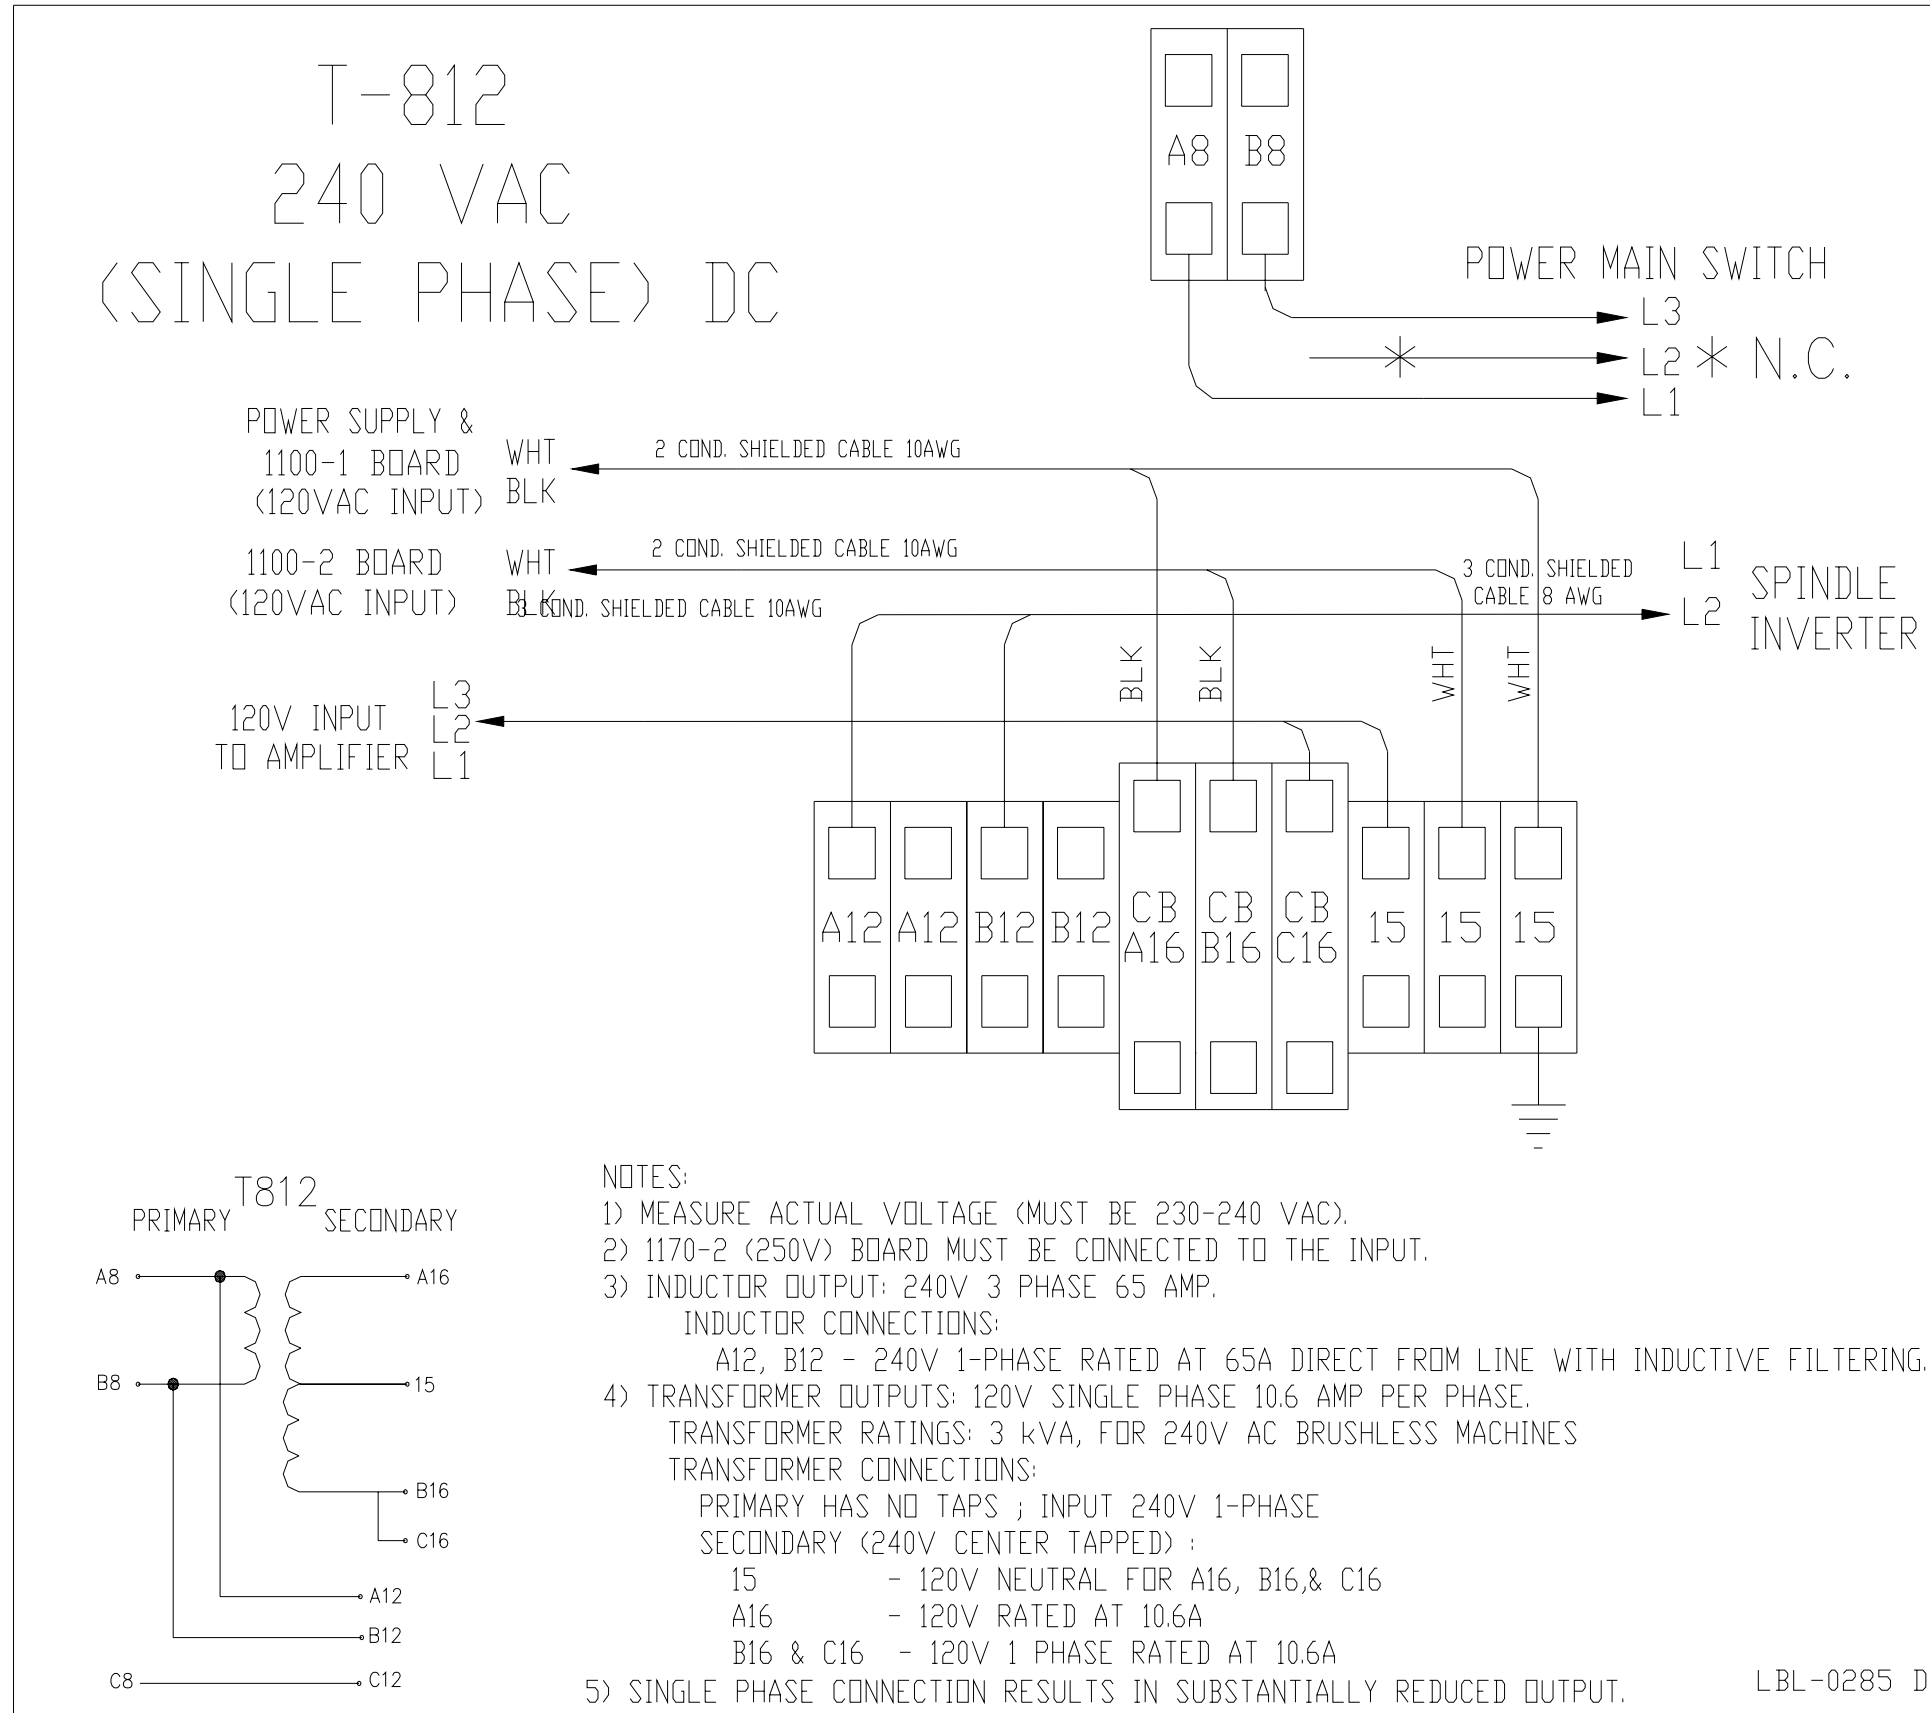 T-812
240 VAC
(SINGLE PHASE) DC
A8 B8
POWER MAIN SWITCH
L3
L2 * N.C.
L1
POWER SUPPLY &
1100-1 BOARD
(120VAC INPUT)
WHT
BLK
2 COND. SHIELDED CABLE 10AWG
1100-2 BOARD
(120VAC INPUT)
WHT
BLK
2 COND. SHIELDED CABLE 10AWG
3 COND. SHIELDED CABLE 10AWG
3 COND. SHIELDED
CABLE 8 AWG
L1
L2
SPINDLE
INVERTER
BLK
BLK
WHT
WHT
120V INPUT
TO AMPLIFIER
L3
L2
L1
A12 A12 B12 B12 CB A16 CB B16 CB C16 15 15 15
T812
PRIMARY SECONDARY
A8 A16
B8 15
B16
C16
A12
B12
C8 C12
NOTES:
1) MEASURE ACTUAL VOLTAGE (MUST BE 230-240 VAC).
2) 1170-2 (250V) BOARD MUST BE CONNECTED TO THE INPUT.
3) INDUCTOR OUTPUT: 240V 3 PHASE 65 AMP.
INDUCTOR CONNECTIONS:
A12, B12 - 240V 1-PHASE RATED AT 65A DIRECT FROM LINE WITH INDUCTIVE FILTERING.
4) TRANSFORMER OUTPUTS: 120V SINGLE PHASE 10.6 AMP PER PHASE.
TRANSFORMER RATINGS: 3 kVA, FOR 240V AC BRUSHLESS MACHINES
TRANSFORMER CONNECTIONS:
PRIMARY HAS NO TAPS ; INPUT 240V 1-PHASE
SECONDARY (240V CENTER TAPPED) :
15 - 120V NEUTRAL FOR A16, B16,& C16
A16 - 120V RATED AT 10.6A
B16 & C16 - 120V 1 PHASE RATED AT 10.6A
5) SINGLE PHASE CONNECTION RESULTS IN SUBSTANTIALLY REDUCED OUTPUT.
LBL-0285 D